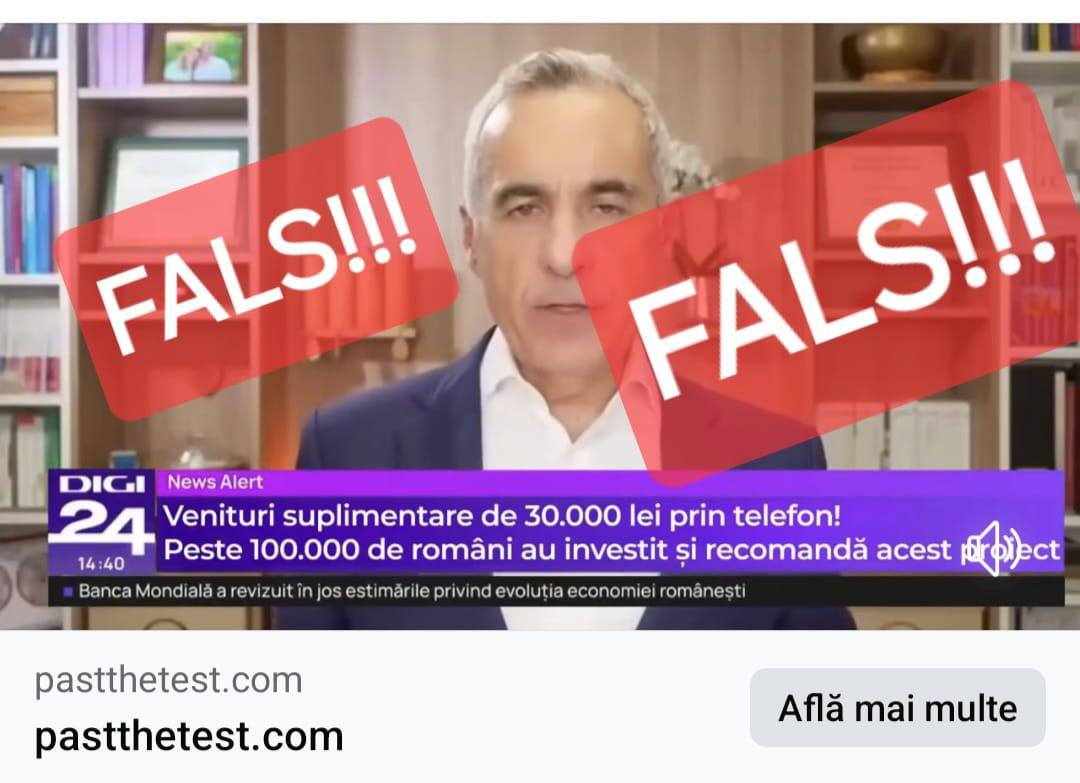 FALS!!!
FALS!!!
DIGI
24
14:40
News Alert
Venituri suplimentare de 30.000 lei prin telefon!
Peste 100.000 de români au investit și recomandă acest proiect
Banca Mondială a revizuit în jos estimările privind evoluția economiei românești
pastthetest.com
pastthetest.com
Află mai multe